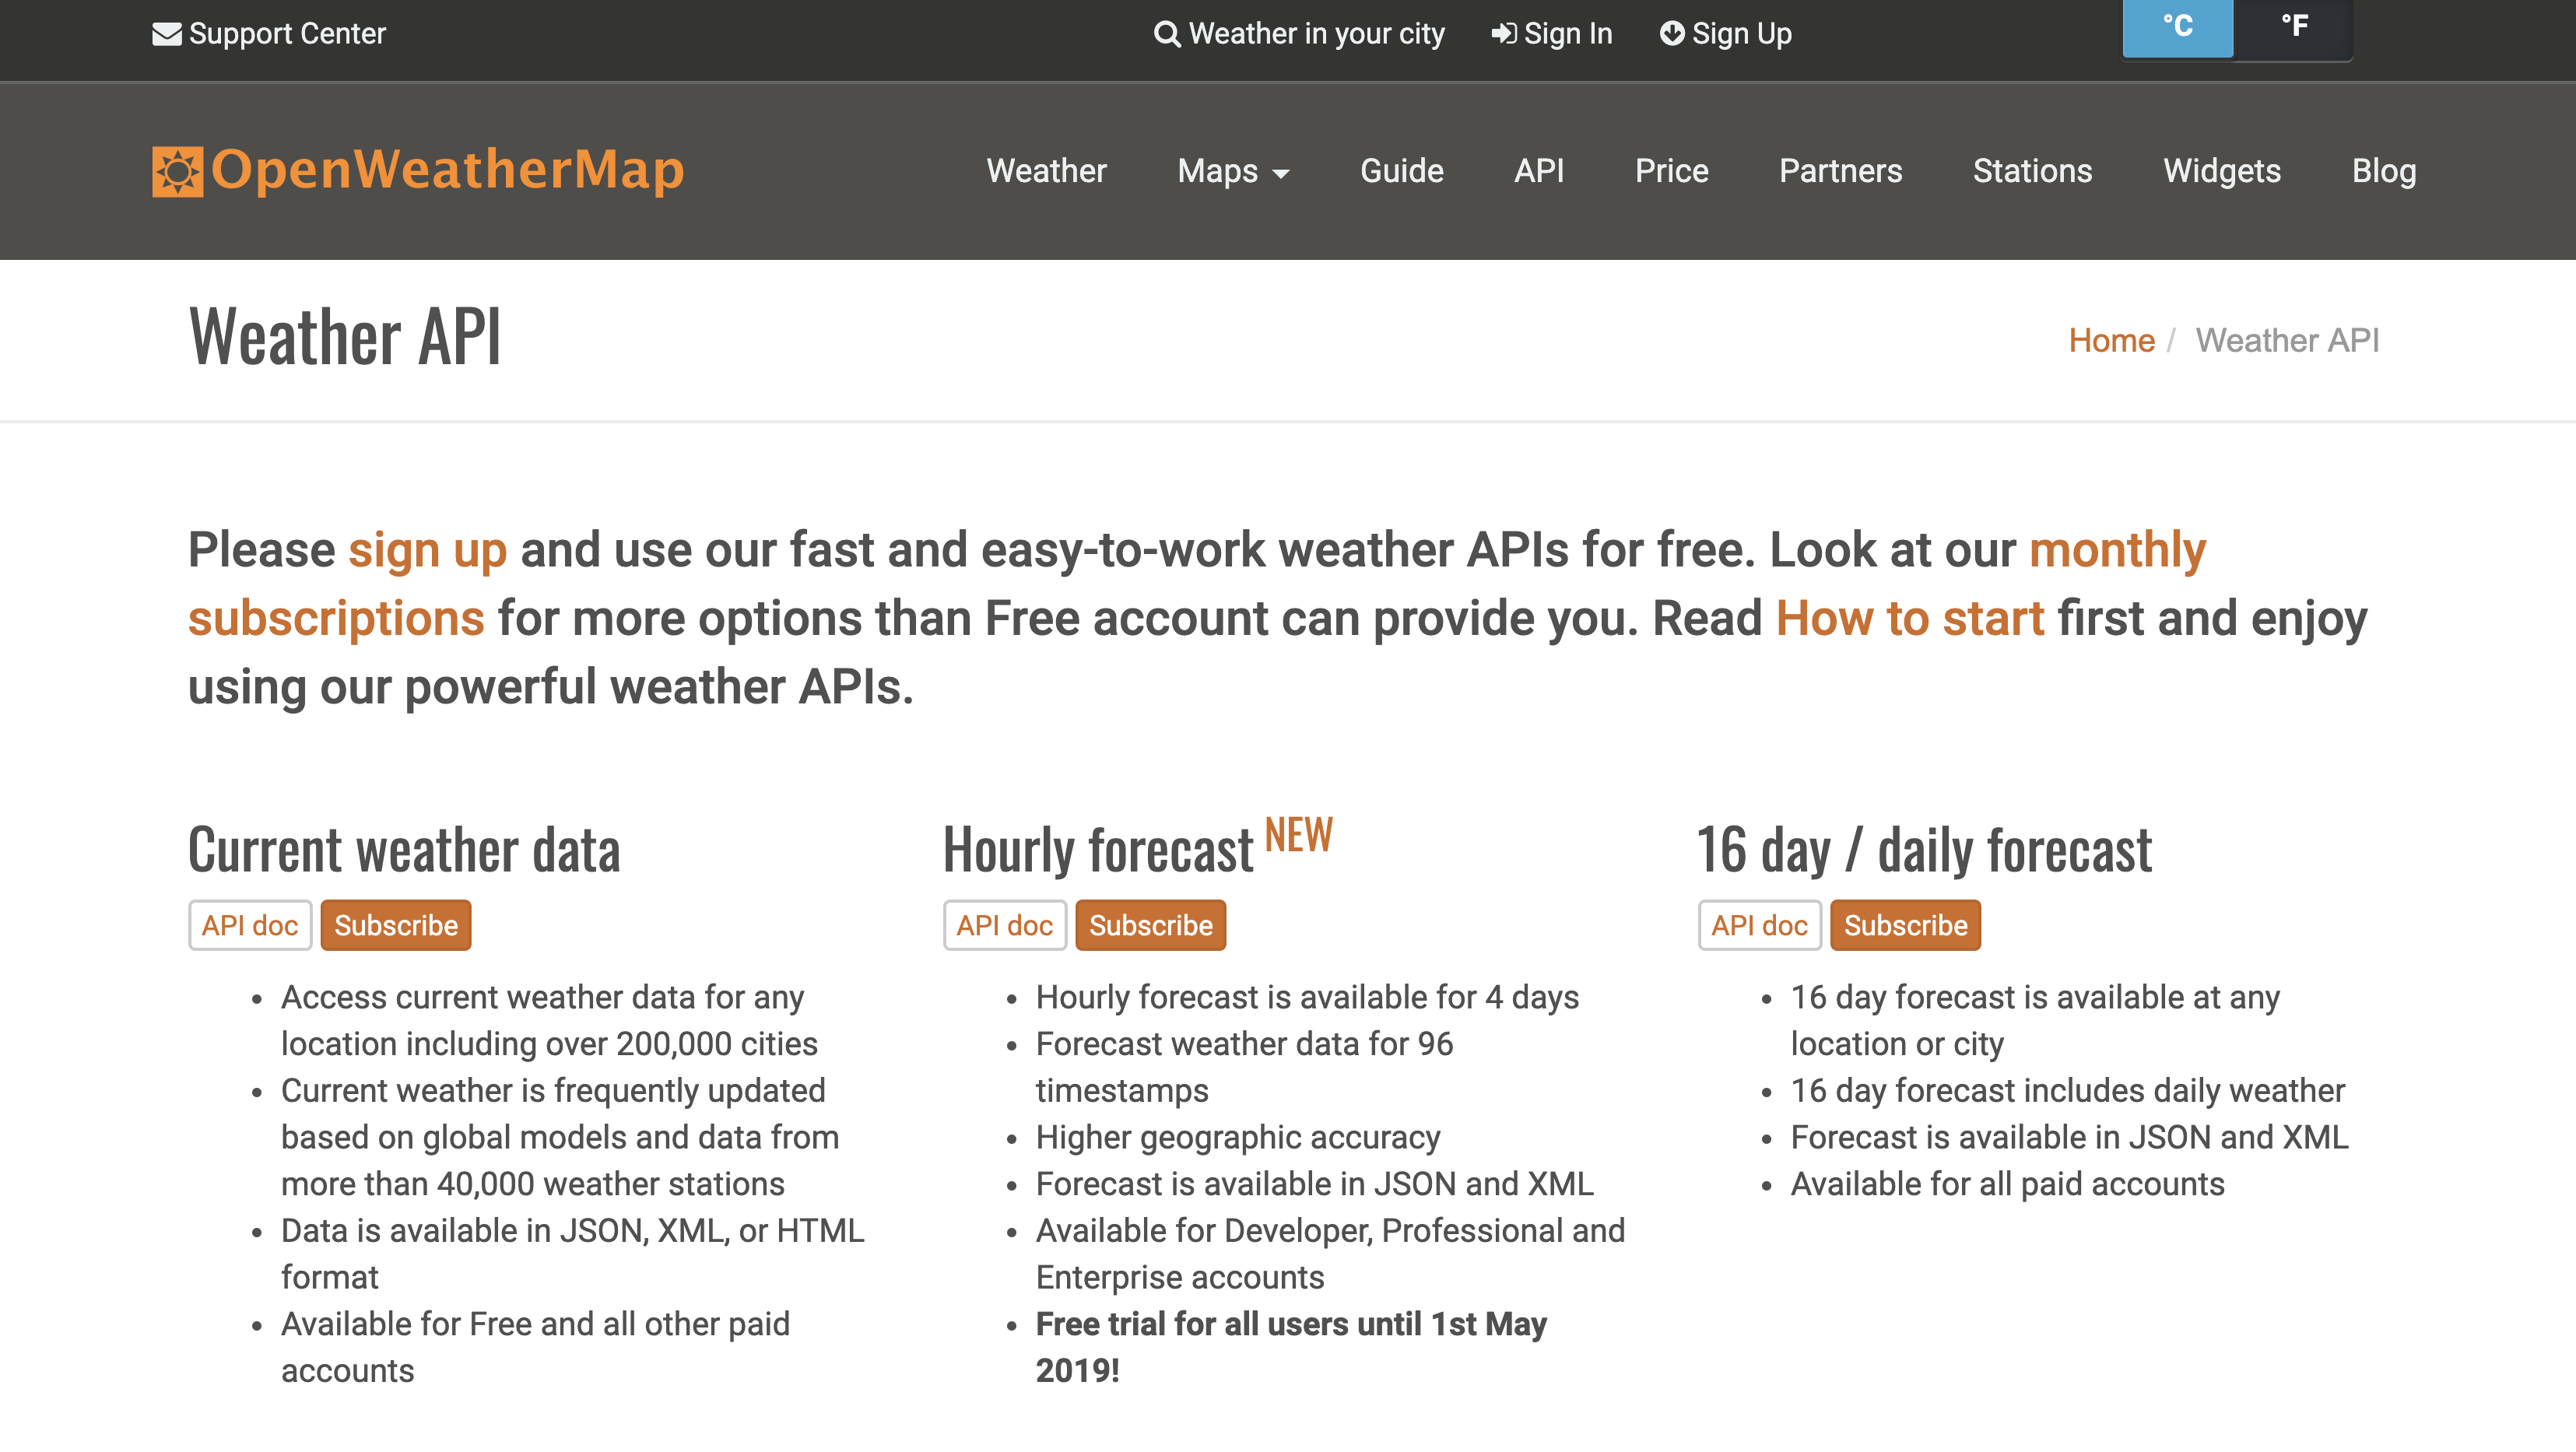 Support Center
Weather in your city
Sign In
Sign Up
°C
°F
OpenWeatherMap
Weather
Maps
Guide
API
Price
Partners
Stations
Widgets
Blog
Weather API
Home / Weather API
Please sign up and use our fast and easy-to-work weather APIs for free. Look at our monthly
subscriptions for more options than Free account can provide you. Read How to start first and enjoy
using our powerful weather APIs.
Current weather data
API doc
Subscribe
• Access current weather data for any
location including over 200,000 cities
• Current weather is frequently updated
based on global models and data from
more than 40,000 weather stations
• Data is available in JSON, XML, or HTML
format
• Available for Free and all other paid
accounts
Hourly forecast NEW
API doc
Subscribe
• Hourly forecast is available for 4 days
• Forecast weather data for 96
timestamps
• Higher geographic accuracy
• Forecast is available in JSON and XML
• Available for Developer, Professional and
Enterprise accounts
• Free trial for all users until 1st May
2019!
16 day / daily forecast
API doc
Subscribe
• 16 day forecast is available at any
location or city
• 16 day forecast includes daily weather
• Forecast is available in JSON and XML
• Available for all paid accounts